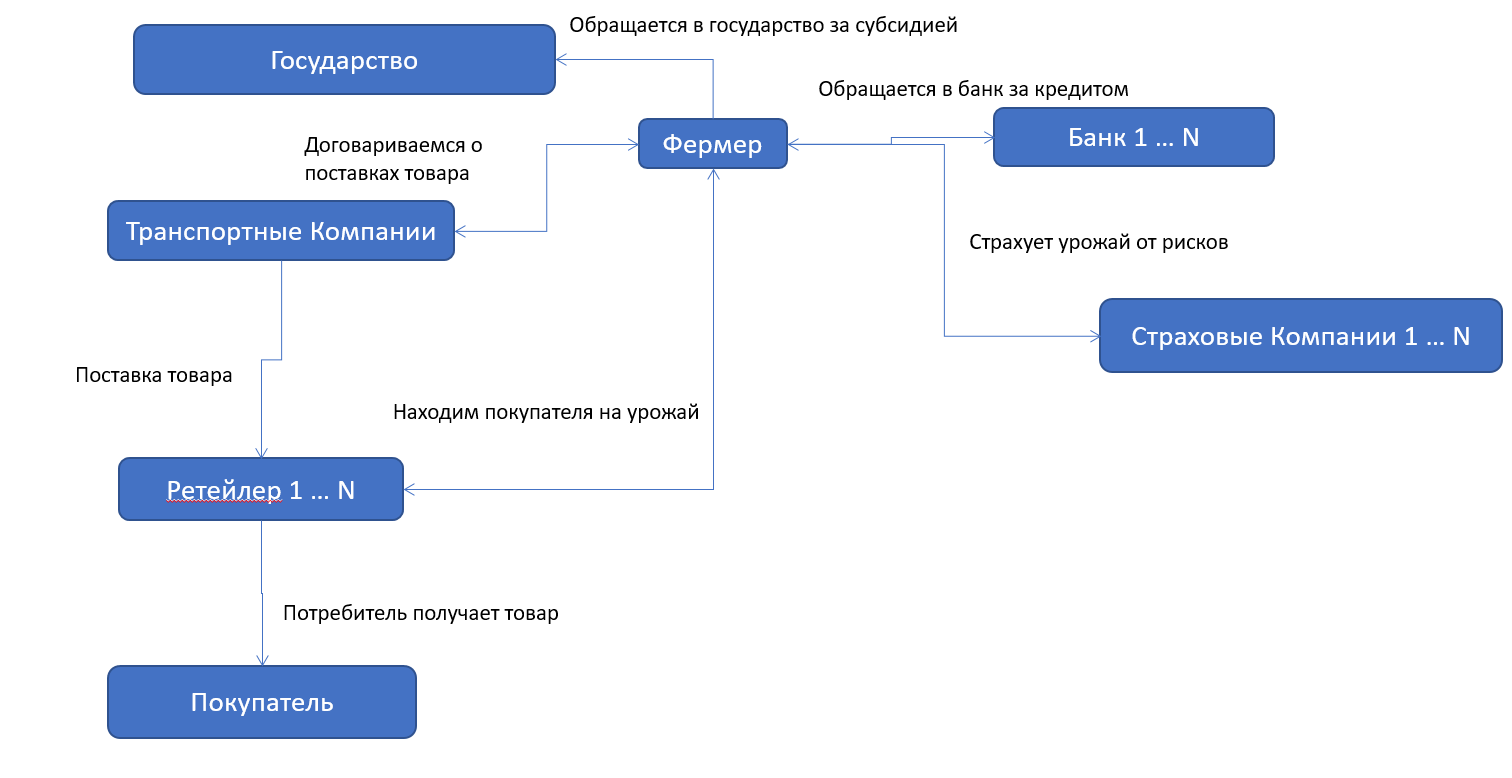 Обращается в государство за субсидией
Государство
Обращается в банк за кредитом
Договариваемся о
поставках товара
Фермер
Банк 1 ... N
Транспортные Компании
Страхует урожай от рисков
Страховые Компании 1 ... N
Поставка товара
Находим покупателя на урожай
Ретейлер 1 ... N
Потребитель получает товар
Покупатель